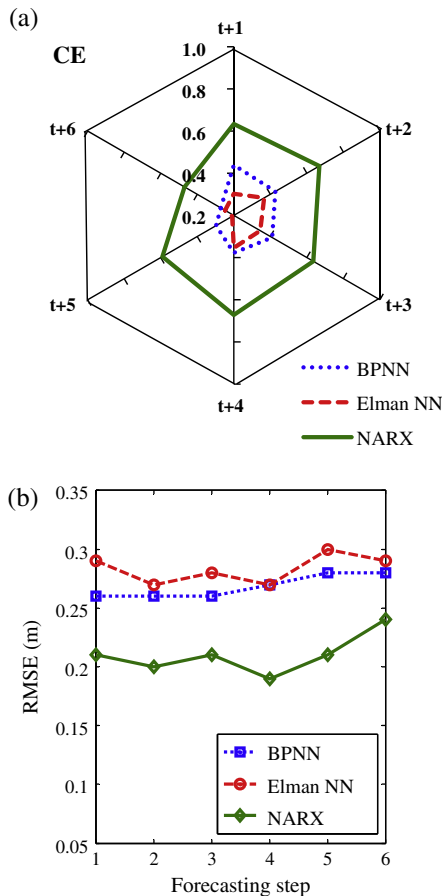 (a)
t+1
CE
1.0
0.8
t+6
t+2
0.6
0.4
0.2
t+5
t+3
t+4
BPNN
Elman NN
NARX
(b)
0.35
0.3
0.25
0.2
0.15
0.1
0.05
RMSE (m)
BPNN
Elman NN
NARX
1 2 3 4 5 6
Forecasting step